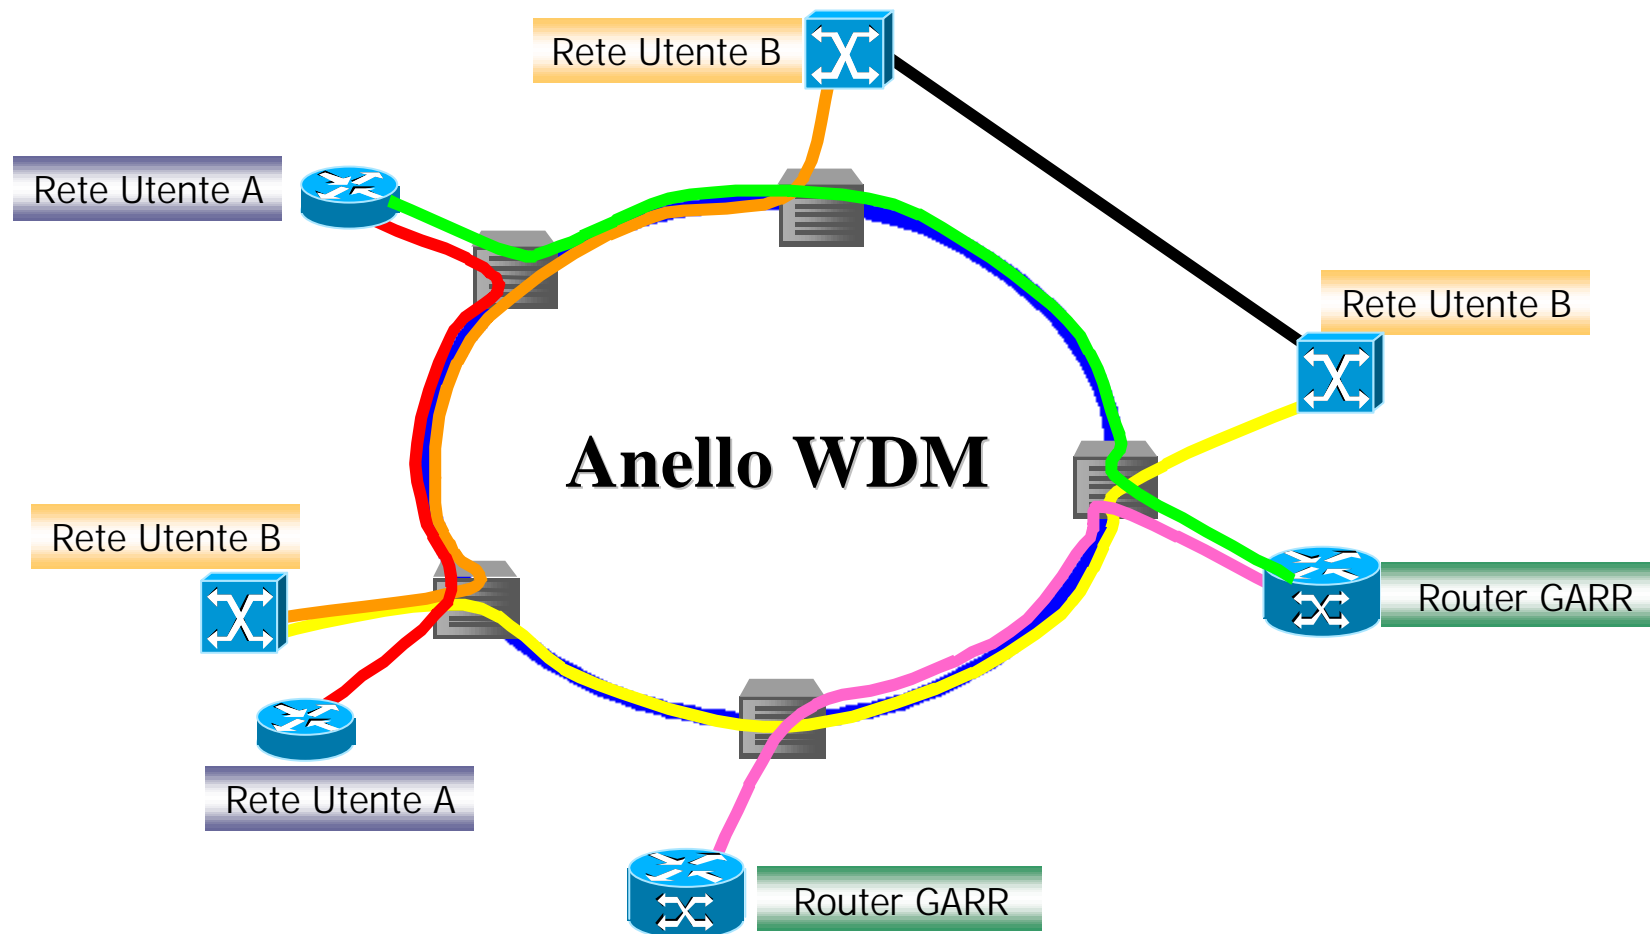 Rete Utente B
Rete Utente A
Rete Utente B
Anello WDM
Rete Utente B
Router GARR
Rete Utente A
Router GARR